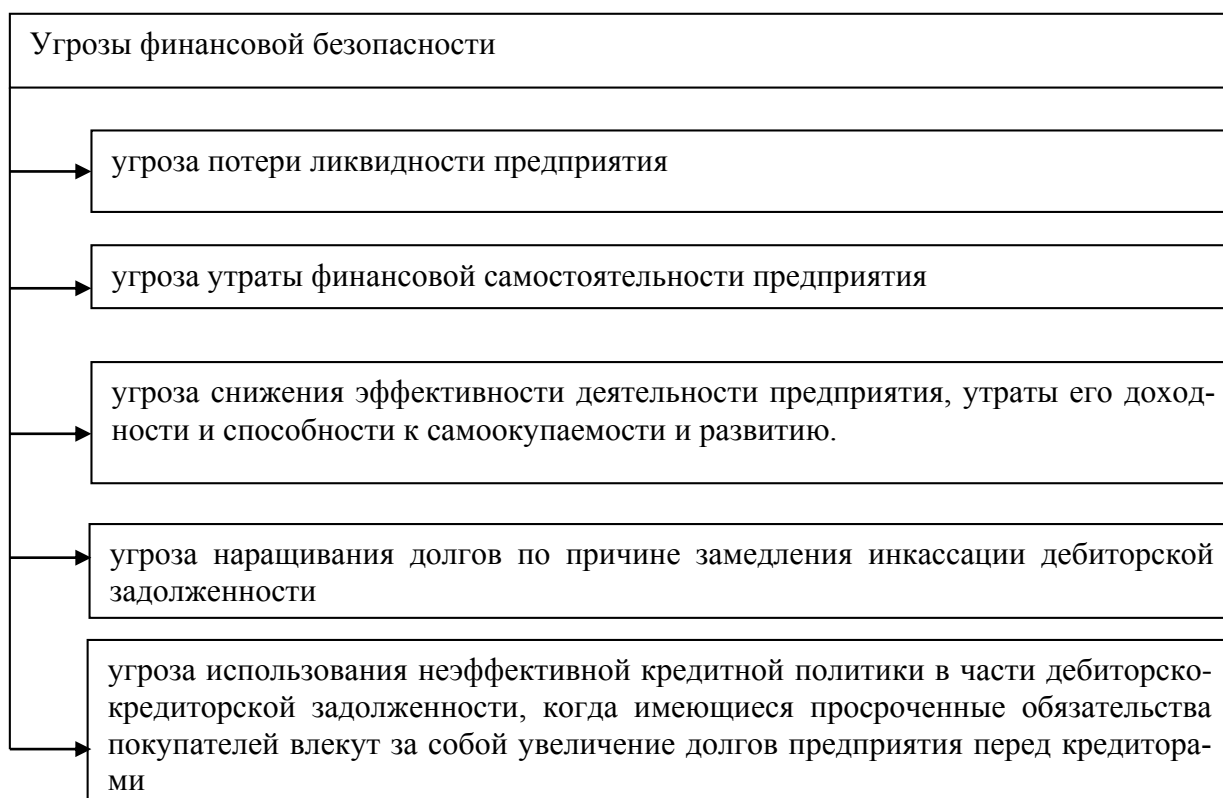 Угрозы финансовой безопасности
угроза потери ликвидности предприятия
угроза утраты финансовой самостоятельности предприятия
угроза снижения эффективности деятельности предприятия, утраты его доход-
ности и способности к самоокупаемости и развитию.
угроза наращивания долгов по причине замедления инкассации дебиторской
задолженности
угроза использования неэффективной кредитной политики в части дебиторско-
кредиторской задолженности, когда имеющиеся просроченные обязательства
покупателей влекут за собой увеличение долгов предприятия перед кредитора-
ми